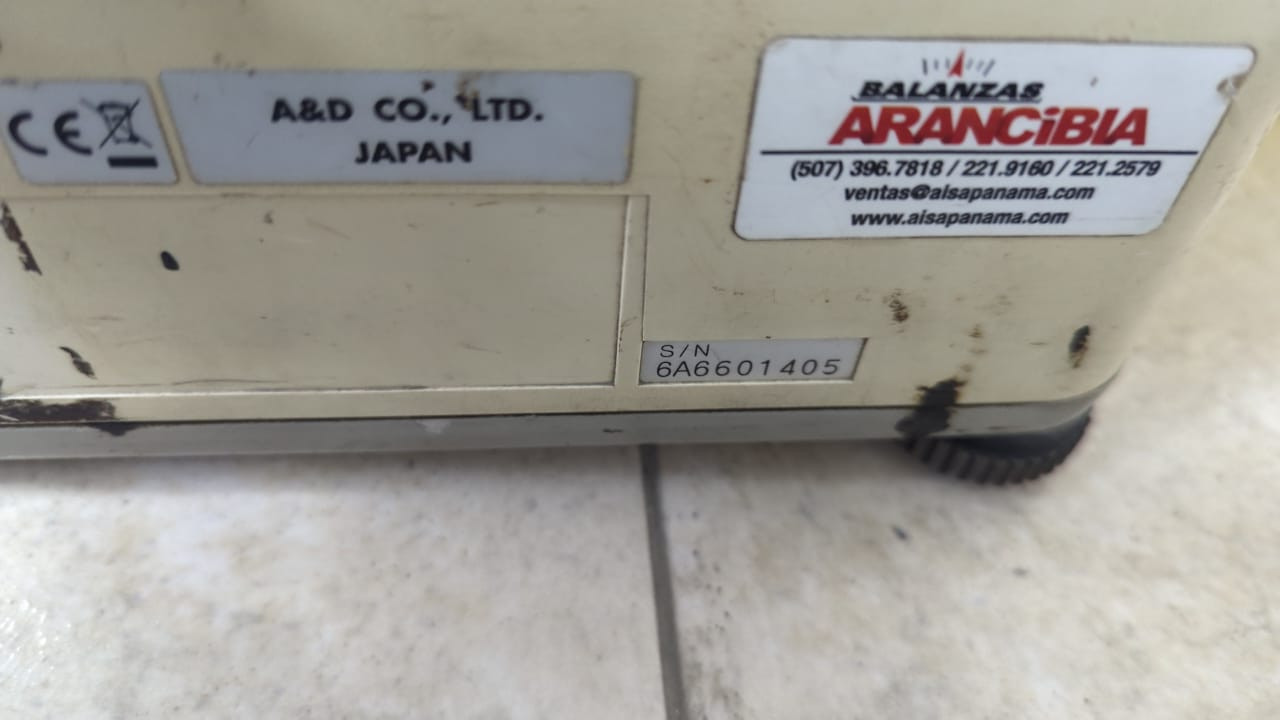 CE
A&D CO., LTD.
JAPAN
BALANZAS
ARANCiBIA
(507) 396.7818 / 221.9160 / 221.2579
ventas@aisapanama.com
www.aisapanama.com
S/N
6A6601405